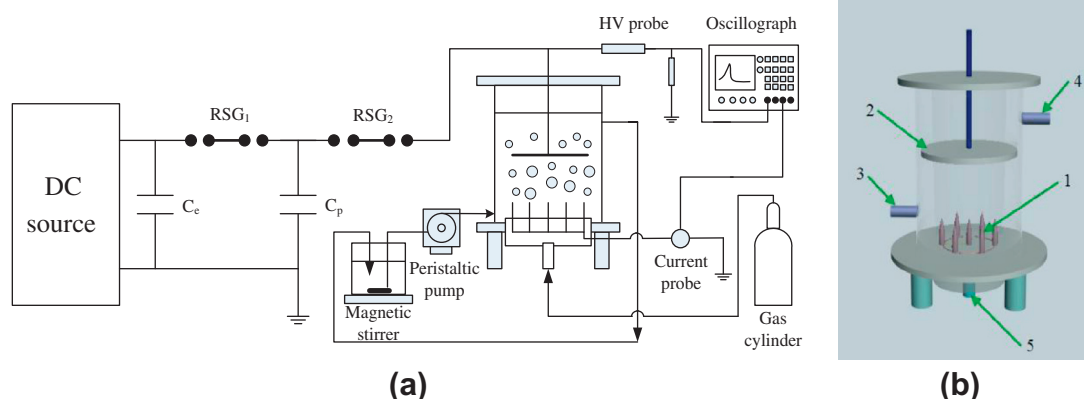 HV probe
Oscillograph
RSG1
RSG2
DC
source
Ce
Cp
Peristaltic
pump
Magnetic
stirrer
Current
probe
Gas
cylinder
(a)
4
2
3
1
5
(b)